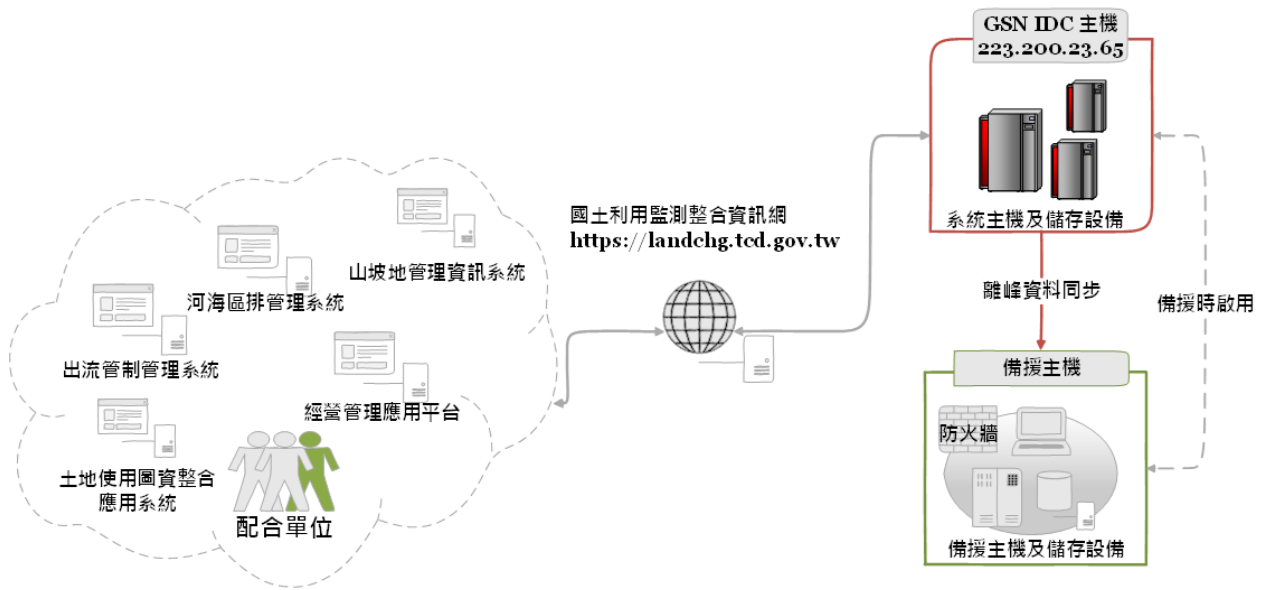 GSN IDC 主機
223.200.23.65
系統主機及儲存設備
國土利用監測整合資訊網
https://landchg.tcd.gov.tw
山坡地管理資訊系統
河海區排管理系統
出流管制管理系統
經營管理應用平台
土地使用圖資整合
應用系統
配合單位
離峰資料同步
備援時啟用
備援主機
防火牆
備援主機及儲存設備